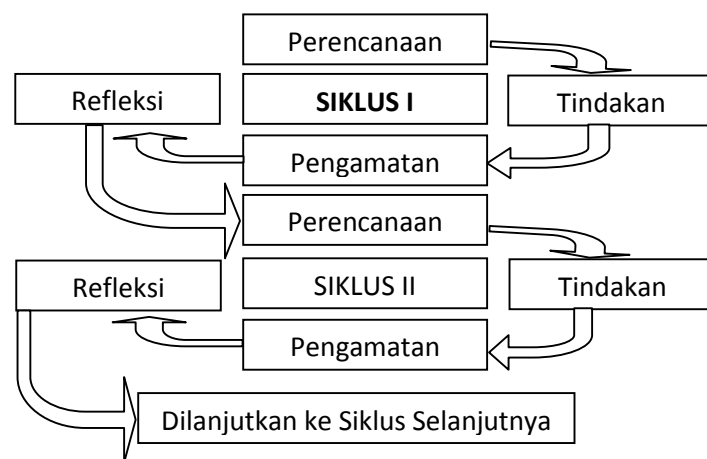 Perencanaan
Refleksi
SIKLUS I
Tindakan
Pengamatan
Perencanaan
Refleksi
SIKLUS II
Tindakan
Pengamatan
Dilanjutkan ke Siklus Selanjutnya